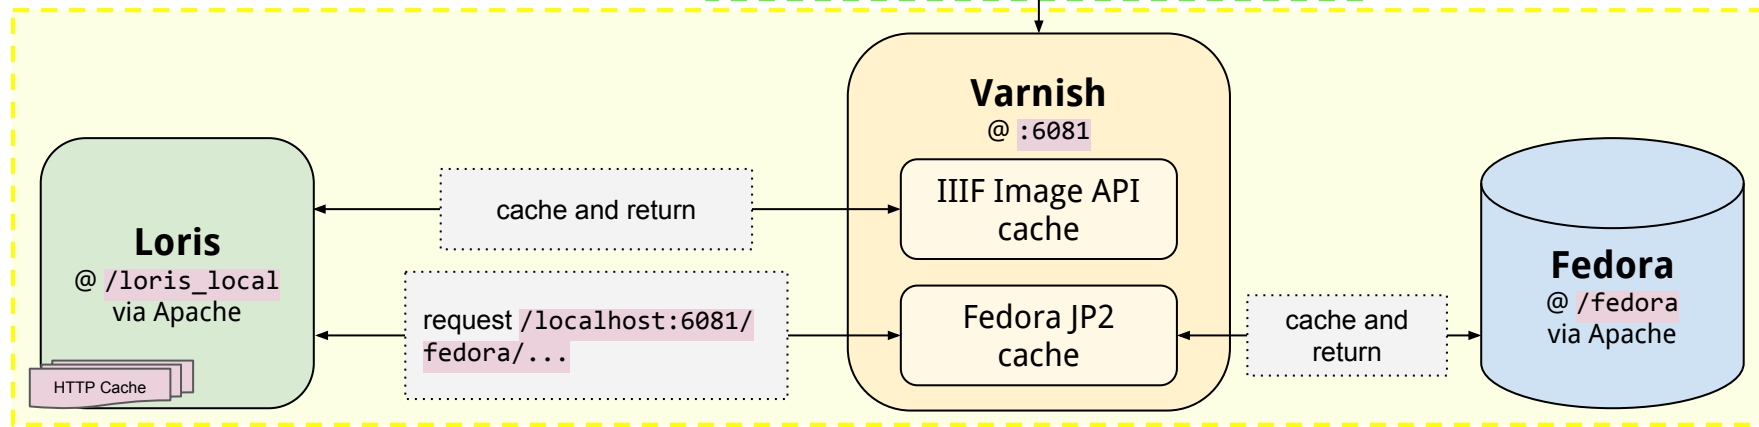 Varnish
@ :6081
IIIF Image API
cache
Fedora JP2
cache
cache and return
request /localhost:6081/
fedora/...
Loris
@ /loris_local
via Apache
HTTP Cache
cache and
return
Fedora
@ /fedora
via Apache